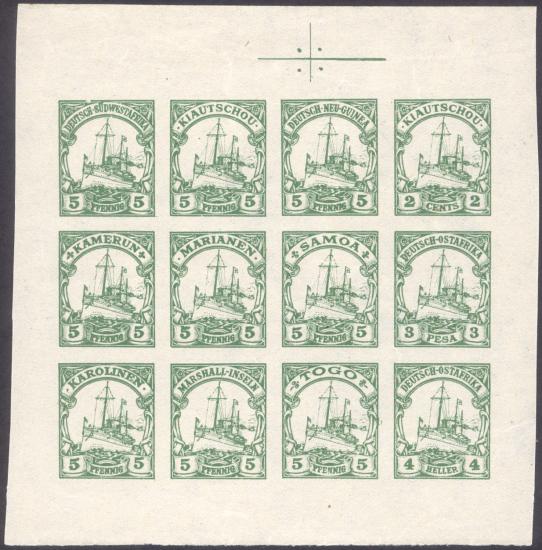 DEUTSCH-SÜDWESTAFRIKA
5 PFENNIG 5
KIAUTSCHOU
5 PFENNIG 5
DEUTSCH-NEU-GUINEA
5 PFENNIG 5
KIAUTSCHOU
2 CENTS 2
KAMERUN
5 PFENNIG 5
MARIANEN
5 PFENNIG 5
SAMOA
5 PFENNIG 5
DEUTSCH-OSTAFRIKA
3 PESA 3
KAROLINEN
5 PFENNIG 5
MARSHALL-INSELN
5 PFENNIG 5
TOGO
5 PFENNIG 5
DEUTSCH-OSTAFRIKA
4 HELLER 4